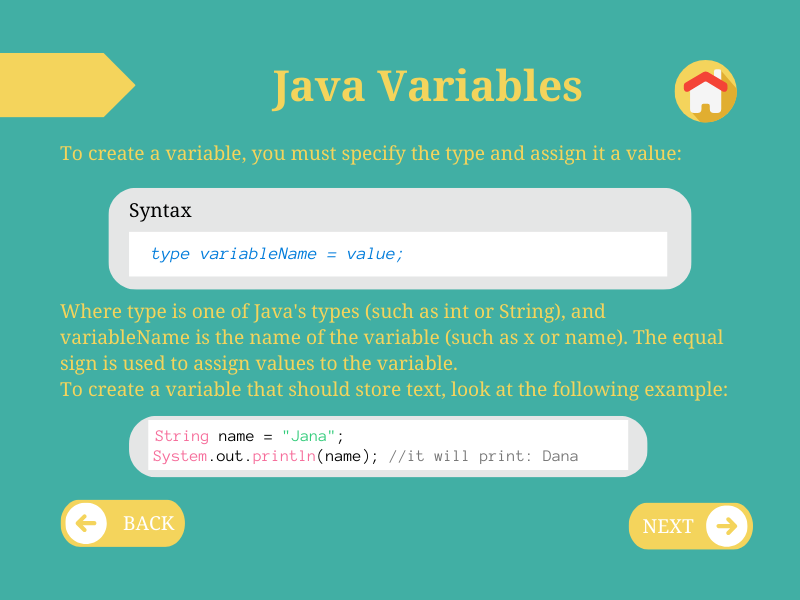 Java Variables
To create a variable, you must specify the type and assign it a value:
Syntax
type variableName = value;
Where type is one of Java's types (such as int or String), and
variableName is the name of the variable (such as x or name). The equal
sign is used to assign values to the variable.
To create a variable that should store text, look at the following example:
String name = "Jana";
System.out.println(name); //it will print: Dana
BACK
NEXT